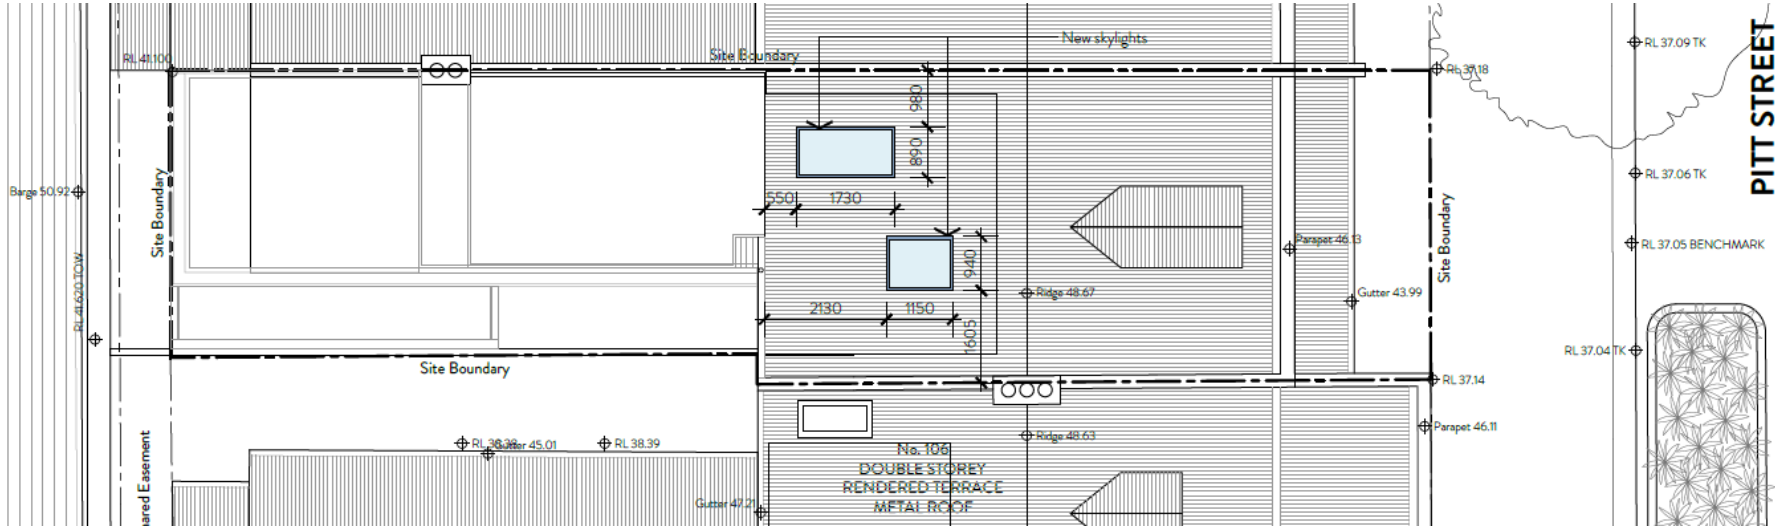 New skylights
Site Boundary
RL 41.100
RL 37.18
RL 37.09 TK
PITT STREET
980
890
Barge 50.92
Site Boundary
550
1730
RL 37.06 TK
Site Boundary
Parapet 46.13
RL 37.05 BENCHMARK
940
RL 41.620 TOW
Ridge 48.67
Gutter 43.99
2130
1150
1605
RL 37.04 TK
Site Boundary
RL 37.14
Parapet 46.11
Ridge 48.63
Gutter 45.01
RL 38.39
No. 106
DOUBLE STOREY
RENDERED TERRACE
METAL ROOF
Gutter 47.21
Easement